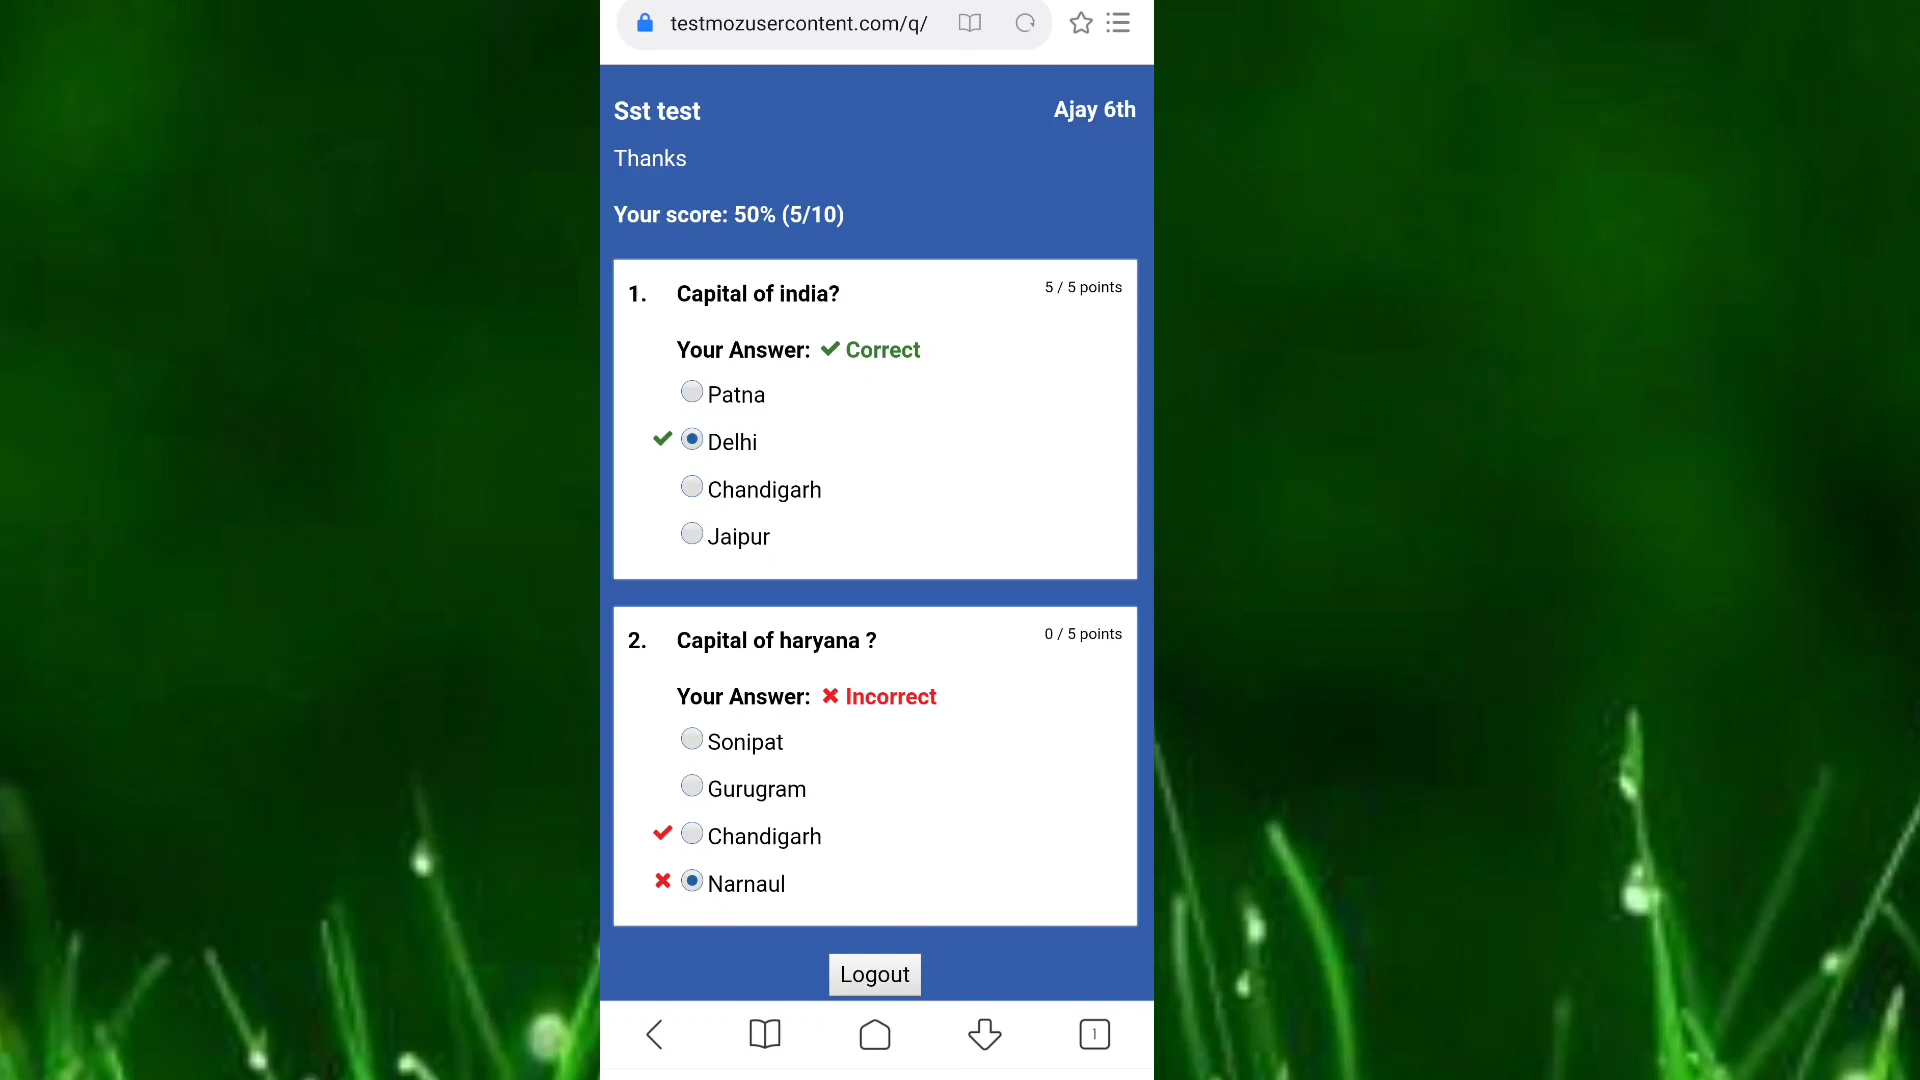 testmozusercontent.com/q/
Sst test
Ajay 6th
Thanks
Your score: 50% (5/10)
1. Capital of india?
5 / 5 points
Your Answer: Correct
Patna
Delhi
Chandigarh
Jaipur
2. Capital of haryana ?
0 / 5 points
Your Answer: Incorrect
Sonipat
Gurugram
Chandigarh
Narnaul
Logout
1